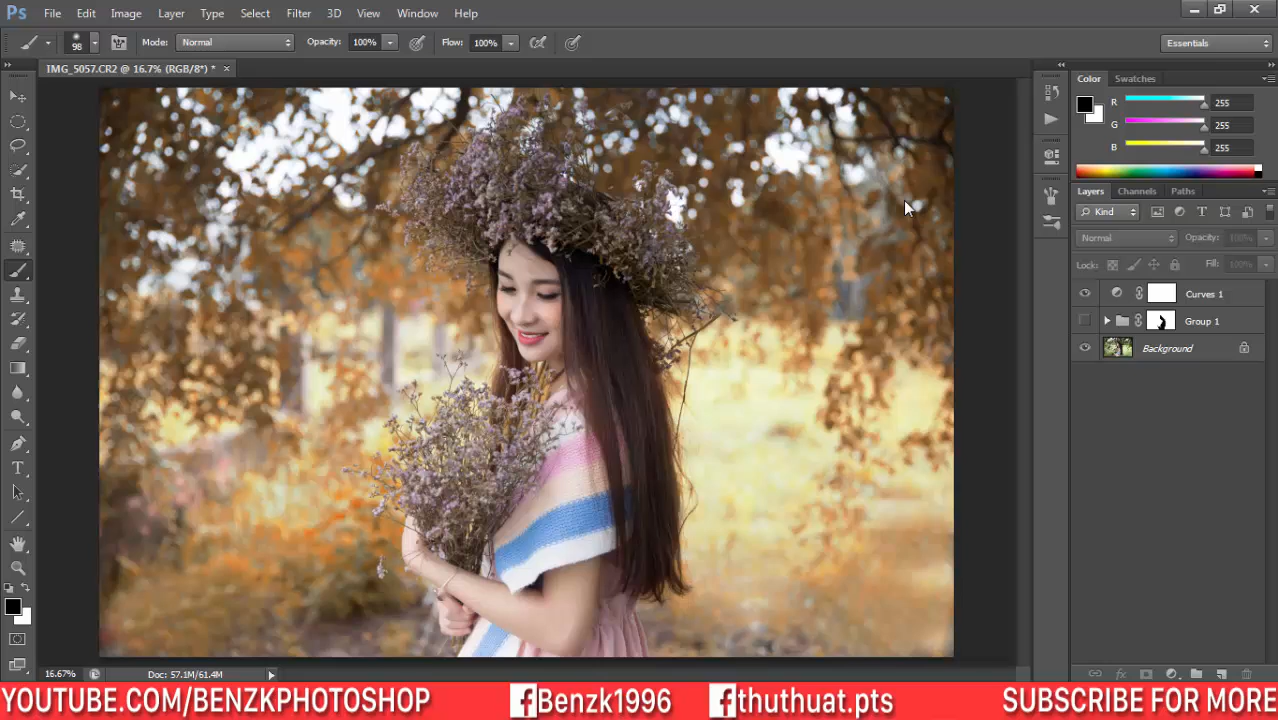 Ps File Edit Image Layer Type Select Filter 3D View Window Help
98 Mode: Normal Opacity: 100% Flow: 100% Essentials
IMG_5057.CR2 @ 16.7% (RGB/8*) * ×
Color Swatches
R 255
G 255
B 255
Layers Channels Paths
Kind
Normal Opacity: 100%
Lock: Fill: 100%
Curves 1
Group 1
Background
16.67% Doc: 57.1M/61.4M
YOUTUBE.COM/BENZKPHOTOSHOP Benzk1996 thuthuat.pts SUBSCRIBE FOR MORE